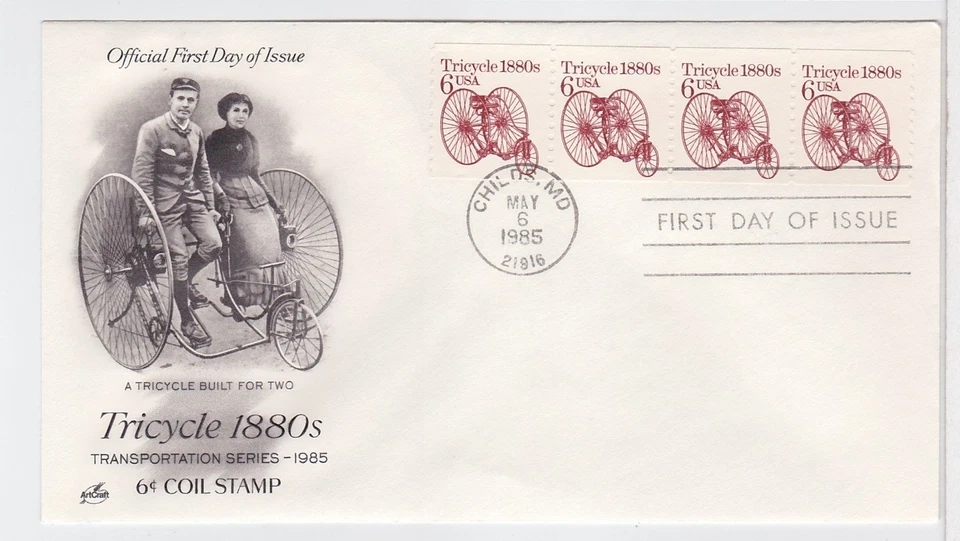 Official First Day of Issue
Tricycle 1880s
6 USA
Tricycle 1880s
6 USA
Tricycle 1880s
6 USA
Tricycle 1880s
6 USA
CHILDS, MD
MAY
6
1985
21916
FIRST DAY OF ISSUE
A TRICYCLE BUILT FOR TWO
Tricycle 1880s
TRANSPORTATION SERIES – 1985
6¢ COIL STAMP
ArtCraft